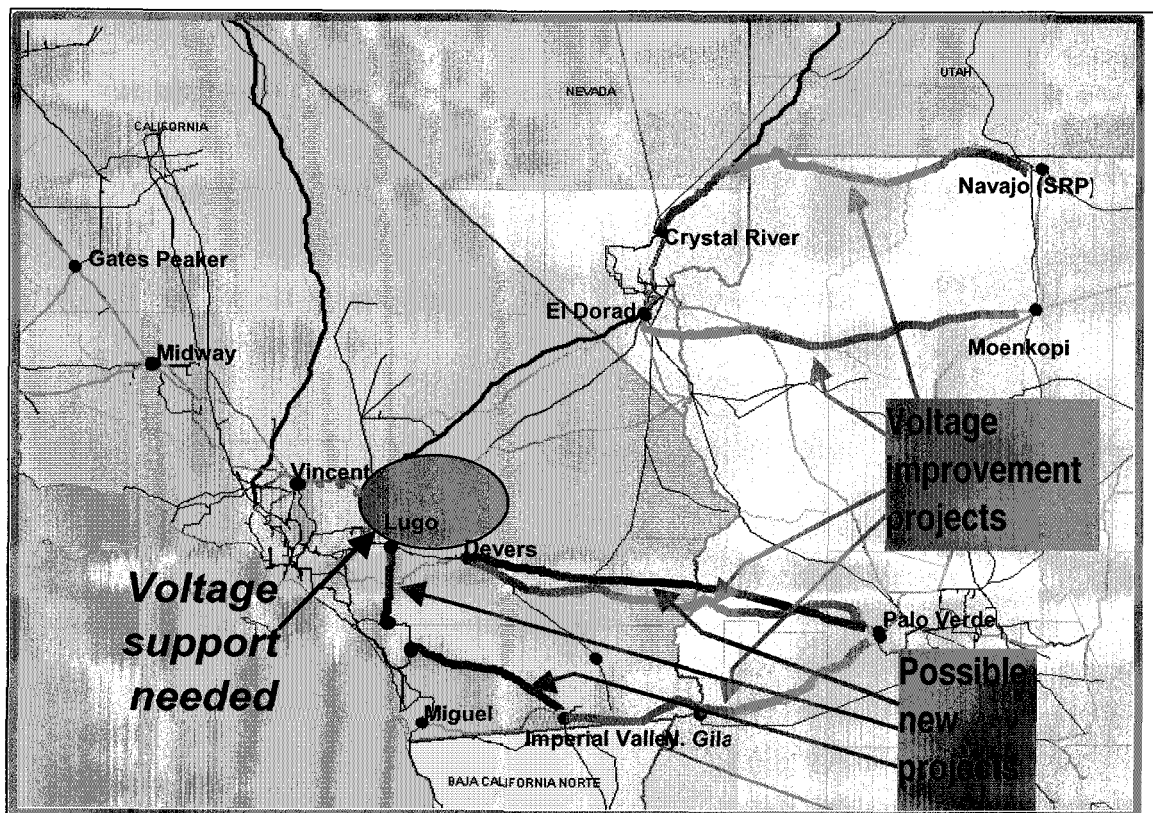 UTAH
NEVADA
CALIFORNIA
Navajo (SRP)
Crystal River
Gates Peaker
El Dorad
Midway
Moenkopi
Voltage
improvement
projects
Vincent
Lugo
Devers
Voltage
support
needed
Palo Verde
Possible
new
projects
Miguel
Imperial Valley
N. Gila
BAJA CALIFORNIA NORTE